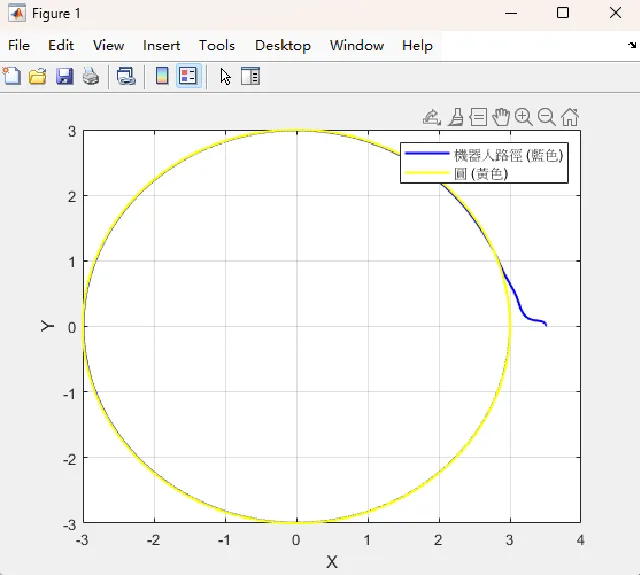 Figure 1
File Edit View Insert Tools Desktop Window Help
機器人路徑 (藍色)
圓 (黃色)
3
2
1
0
-1
-2
-3
Y
-3 -2 -1 0 1 2 3 4
X